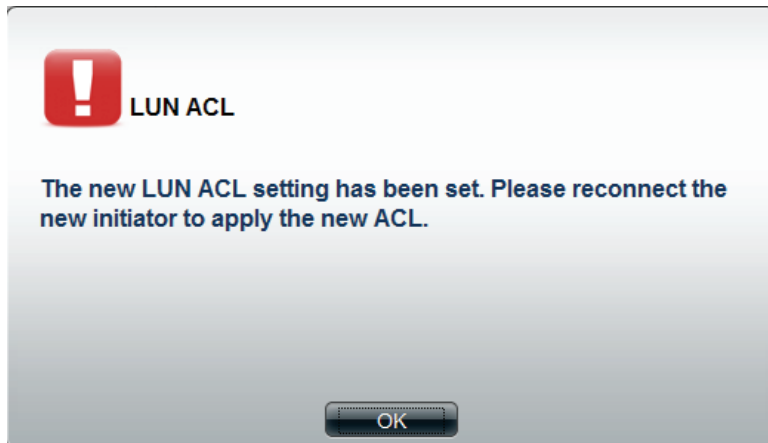 LUN ACL
The new LUN ACL setting has been set. Please reconnect the
new initiator to apply the new ACL.
OK